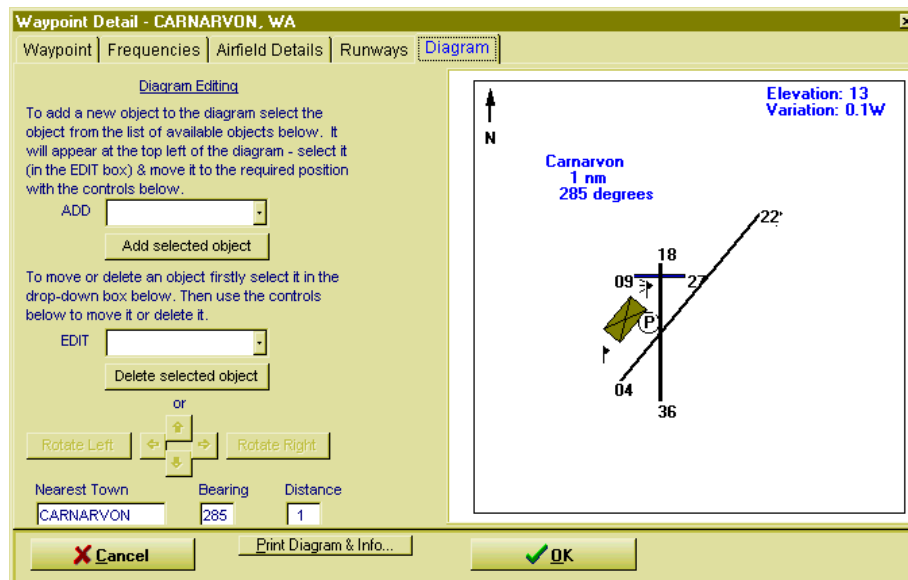 Waypoint Detail - CARNARVON, WA
Waypoint Frequencies Airfield Details Runways Diagram
Diagram Editing
To add a new object to the diagram select the
object from the list of available objects below. It
will appear at the top left of the diagram - select it
(in the EDIT box) & move it to the required position
with the controls below.
ADD
Add selected object
To move or delete an object firstly select it in the
drop-down box below. Then use the controls
below to move it or delete it.
EDIT
Delete selected object
or
Rotate Left
Rotate Right
Nearest Town Bearing Distance
CARNARVON 285 1
Elevation: 13
Variation: 0.1W
N
Carnarvon
1 nm
285 degrees
22
18
09 27
P
04
36
Cancel
Print Diagram & Info...
OK